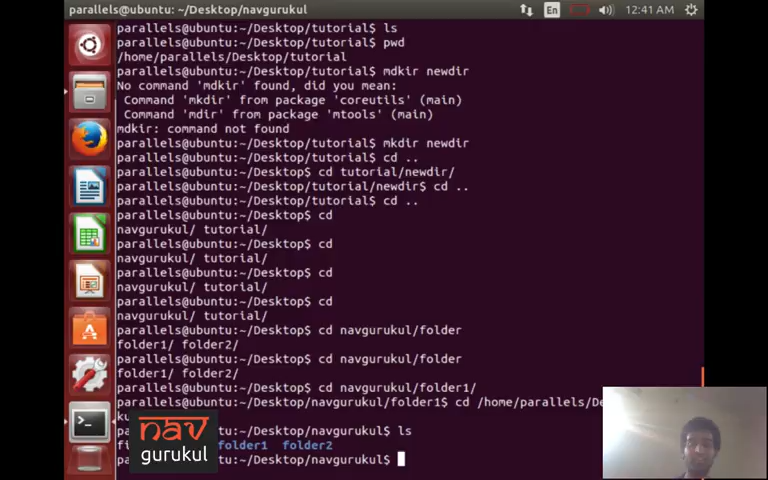 parallels@ubuntu: ~/Desktop/navgurukul
En
12:41 AM
parallels@ubuntu:~/Desktop/tutorial$ ls
parallels@ubuntu:~/Desktop/tutorial$ pwd
/home/parallels/Desktop/tutorial
parallels@ubuntu:~/Desktop/tutorial$ mdkir newdir
No command 'mdkir' found, did you mean:
Command 'mkdir' from package 'coreutils' (main)
Command 'mdir' from package 'mtools' (main)
mdkir: command not found
parallels@ubuntu:~/Desktop/tutorial$ mkdir newdir
parallels@ubuntu:~/Desktop/tutorial$ cd ..
parallels@ubuntu:~/Desktop$ cd tutorial/newdir/
parallels@ubuntu:~/Desktop/tutorial/newdir$ cd ..
parallels@ubuntu:~/Desktop/tutorial$ cd ..
parallels@ubuntu:~/Desktop$ cd
navgurukul/ tutorial/
parallels@ubuntu:~/Desktop$ cd
navgurukul/ tutorial/
parallels@ubuntu:~/Desktop$ cd
navgurukul/ tutorial/
parallels@ubuntu:~/Desktop$ cd
navgurukul/ tutorial/
parallels@ubuntu:~/Desktop$ cd navgurukul/folder
folder1/ folder2/
parallels@ubuntu:~/Desktop$ cd navgurukul/folder
folder1/ folder2/
parallels@ubuntu:~/Desktop$ cd navgurukul/folder1/
parallels@ubuntu:~/Desktop/navgurukul/folder1$ cd /home/parallels/De
ku
parallels@ubuntu:~/Desktop/navgurukul$ ls
folder1 folder2
~/Desktop/navgurukul$
nav
gurukul